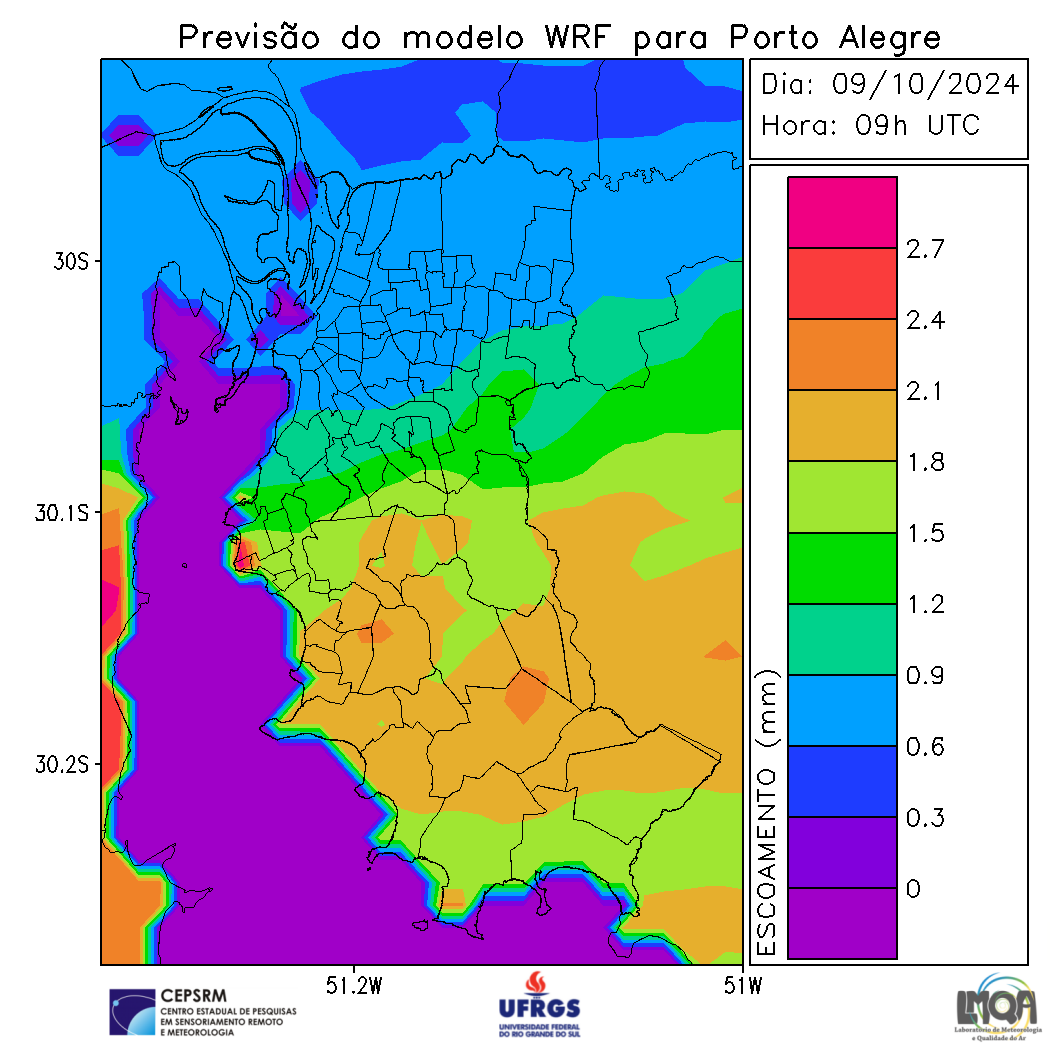 Previsão do modelo WRF para Porto Alegre
Dia: 09/10/2024
Hora: 09h UTC
30S
30.1S
30.2S
51.2W
51W
ESCOAMENTO (mm)
2.7
2.4
2.1
1.8
1.5
1.2
0.9
0.6
0.3
0
CEPSRM
CENTRO ESTADUAL DE PESQUISAS
EM SENSORIAMENTO REMOTO
E METEOROLOGIA
UFRGS
UNIVERSIDADE FEDERAL
DO RIO GRANDE DO SUL
LMQA
Laboratório de Meteorologia
e Qualidade do Ar